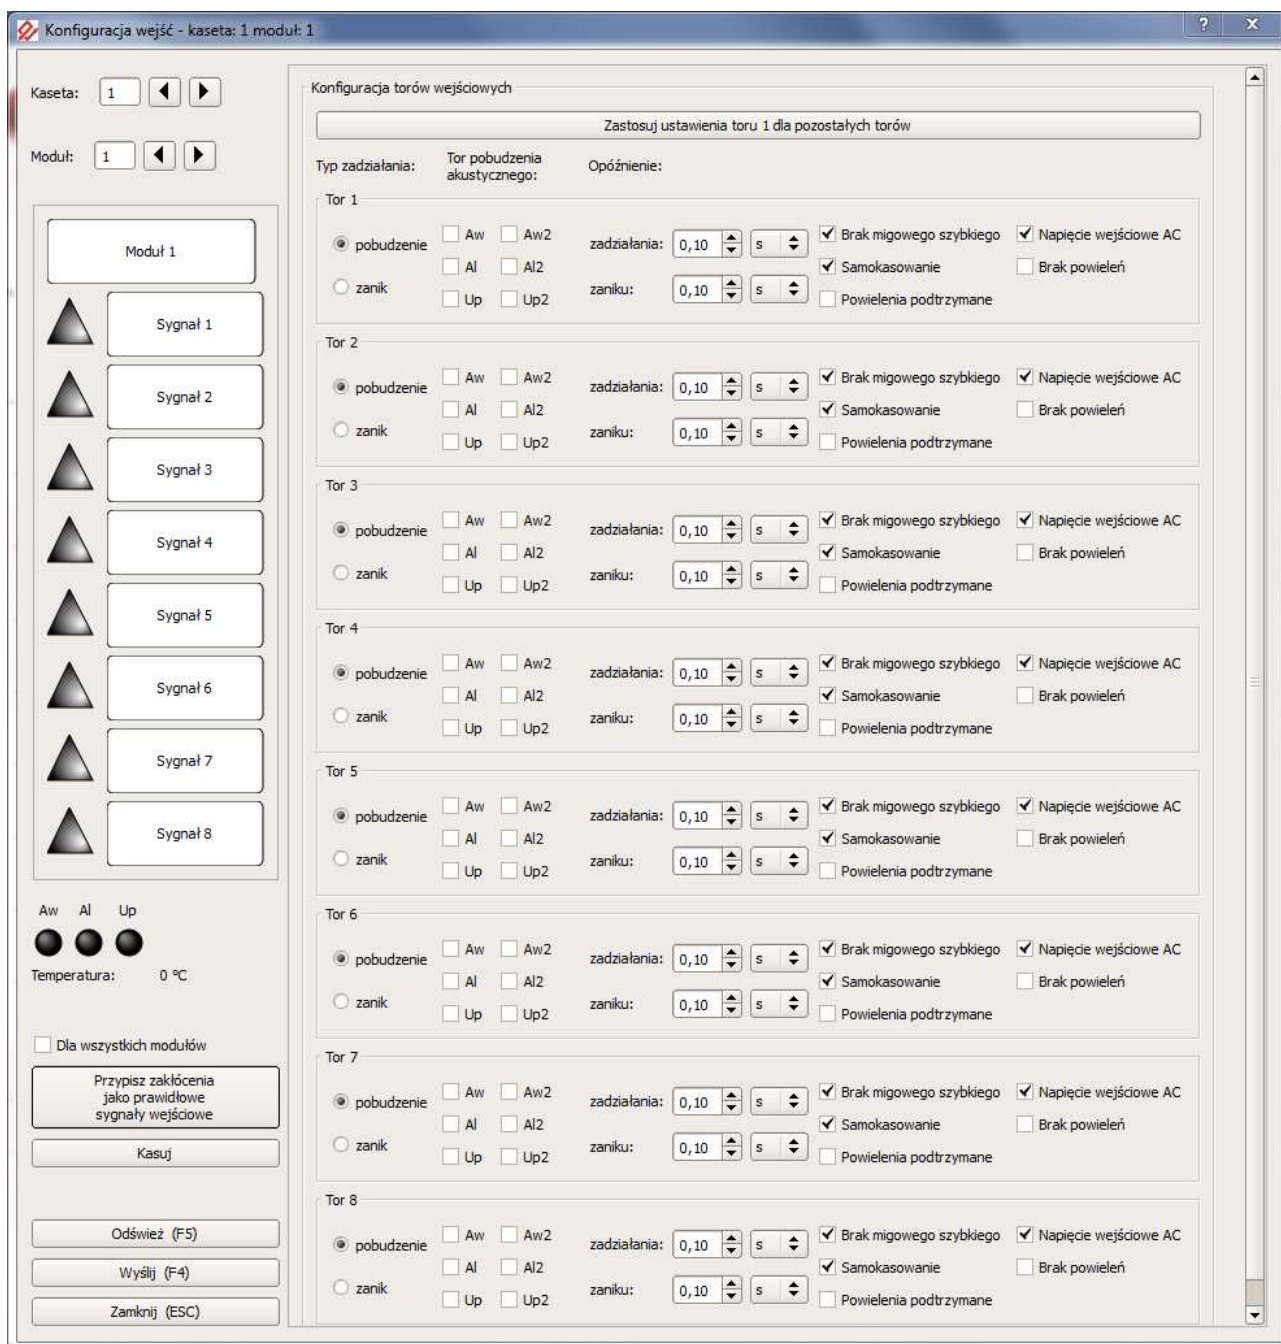 Konfiguracja wejść - kaseta: 1 moduł: 1
Kaseta: 1
Moduł: 1
Moduł 1
Sygnał 1
Sygnał 2
Sygnał 3
Sygnał 4
Sygnał 5
Sygnał 6
Sygnał 7
Sygnał 8
Aw Al Up
Temperatura: 0 °C
Dla wszystkich modułów
Przypisz zakłócenia
jako prawidłowe
sygnały wejściowe
Kasuj
Odśwież (F5)
Wyślij (F4)
Zamknij (ESC)
Konfiguracja torów wejściowych
Zastosuj ustawienia toru 1 dla pozostałych torów
Typ zadziałania: Tor pobudzenia akustycznego: Opóźnienie:
Tor 1
pobudzenie Aw Aw2 zadziałania: 0,10 s Brak migowego szybkiego Napięcie wejściowe AC
Al Al2 Samokasowanie Brak powieleń
zanik Up Up2 zaniku: 0,10 s Powielenia podtrzymane
Tor 2
pobudzenie Aw Aw2 zadziałania: 0,10 s Brak migowego szybkiego Napięcie wejściowe AC
Al Al2 Samokasowanie Brak powieleń
zanik Up Up2 zaniku: 0,10 s Powielenia podtrzymane
Tor 3
pobudzenie Aw Aw2 zadziałania: 0,10 s Brak migowego szybkiego Napięcie wejściowe AC
Al Al2 Samokasowanie Brak powieleń
zanik Up Up2 zaniku: 0,10 s Powielenia podtrzymane
Tor 4
pobudzenie Aw Aw2 zadziałania: 0,10 s Brak migowego szybkiego Napięcie wejściowe AC
Al Al2 Samokasowanie Brak powieleń
zanik Up Up2 zaniku: 0,10 s Powielenia podtrzymane
Tor 5
pobudzenie Aw Aw2 zadziałania: 0,10 s Brak migowego szybkiego Napięcie wejściowe AC
Al Al2 Samokasowanie Brak powieleń
zanik Up Up2 zaniku: 0,10 s Powielenia podtrzymane
Tor 6
pobudzenie Aw Aw2 zadziałania: 0,10 s Brak migowego szybkiego Napięcie wejściowe AC
Al Al2 Samokasowanie Brak powieleń
zanik Up Up2 zaniku: 0,10 s Powielenia podtrzymane
Tor 7
pobudzenie Aw Aw2 zadziałania: 0,10 s Brak migowego szybkiego Napięcie wejściowe AC
Al Al2 Samokasowanie Brak powieleń
zanik Up Up2 zaniku: 0,10 s Powielenia podtrzymane
Tor 8
pobudzenie Aw Aw2 zadziałania: 0,10 s Brak migowego szybkiego Napięcie wejściowe AC
Al Al2 Samokasowanie Brak powieleń
zanik Up Up2 zaniku: 0,10 s Powielenia podtrzymane